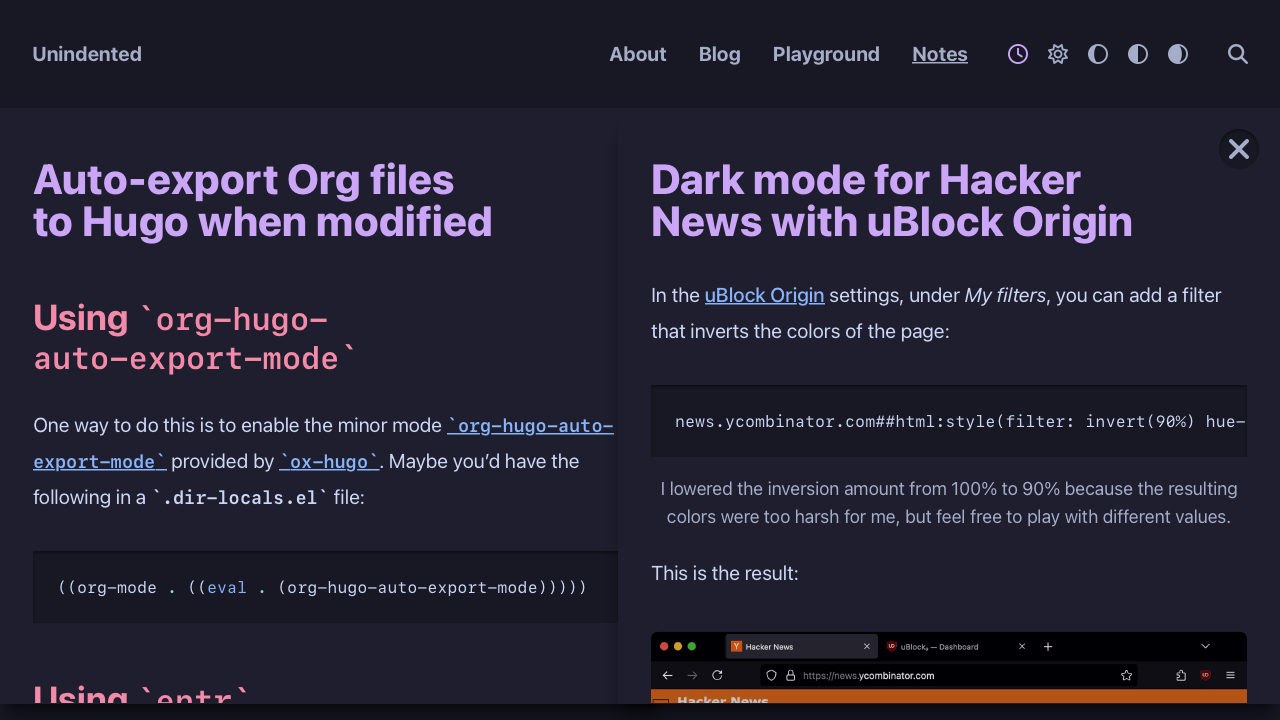 Unindented
About Blog Playground Notes
Auto-export Org files
to Hugo when modified
Using `org-hugo-
auto-export-mode`
One way to do this is to enable the minor mode `org-hugo-auto-
export-mode` provided by `ox-hugo`. Maybe you’d have the
following in a `.dir-locals.el` file:
((org-mode . ((eval . (org-hugo-auto-export-mode)))))
Using `entr`
Dark mode for Hacker
News with uBlock Origin
In the uBlock Origin settings, under My filters, you can add a filter
that inverts the colors of the page:
news.ycombinator.com##html:style(filter: invert(90%) hue-
I lowered the inversion amount from 100% to 90% because the resulting
colors were too harsh for me, but feel free to play with different values.
This is the result:
Hacker News
uBlock₀ — Dashboard
https://news.ycombinator.com
Hacker News